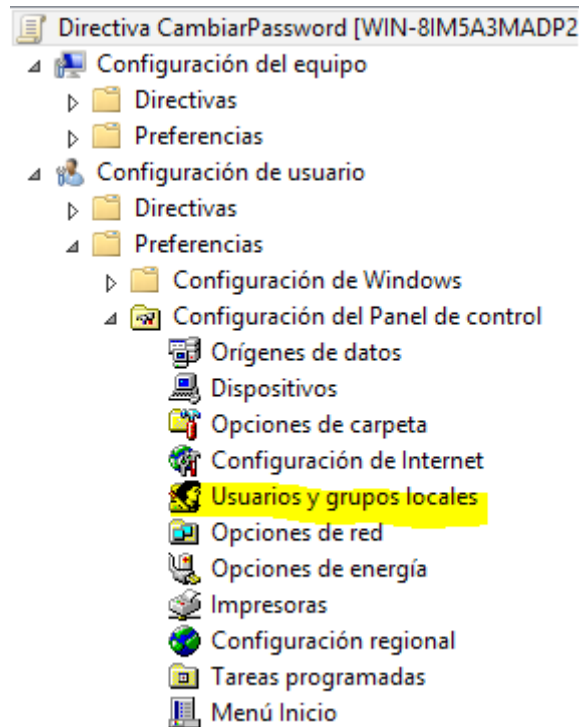 Directiva CambiarPassword [WIN-8IM5A3MADP2
Configuración del equipo
Directivas
Preferencias
Configuración de usuario
Directivas
Preferencias
Configuración de Windows
Configuración del Panel de control
Orígenes de datos
Dispositivos
Opciones de carpeta
Configuración de Internet
Usuarios y grupos locales
Opciones de red
Opciones de energía
Impresoras
Configuración regional
Tareas programadas
Menú Inicio